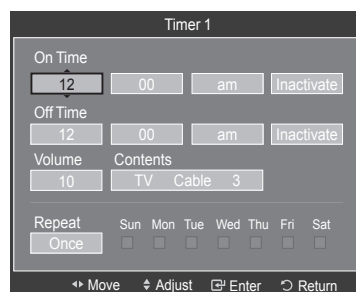 Timer 1
On Time
12 00 am Inactivate
Off Time
12 00 am Inactivate
Volume Contents
10 TV Cable 3
Repeat Sun Mon Tue Wed Thu Fri Sat
Once
Move Adjust Enter Return